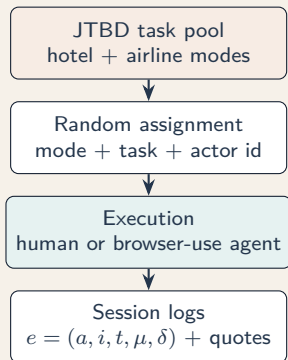 JTBD task pool
hotel + airline modes
Random assignment
mode + task + actor id
Execution
human or browser-use agent
Session logs
e = (a, i, t, μ, δ) + quotes